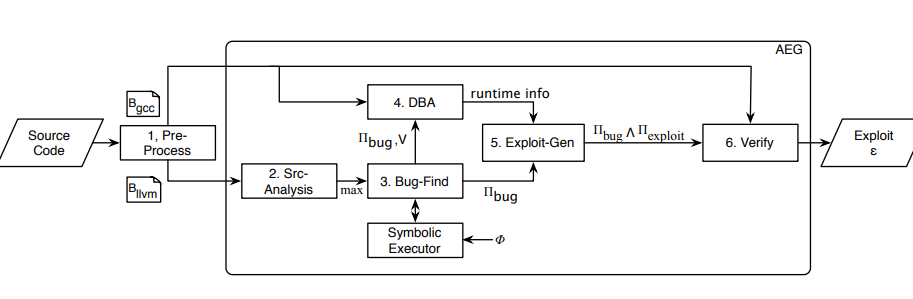 AEG
B_gcc
4. DBA
runtime info
Source
Code
1, Pre-
Process
Π_bug,V
5. Exploit-Gen
Π_bug ∧ Π_exploit
6. Verify
Exploit
ε
B_llvm
2. Src-
Analysis
max
3. Bug-Find
Π_bug
Symbolic
Executor
Φ